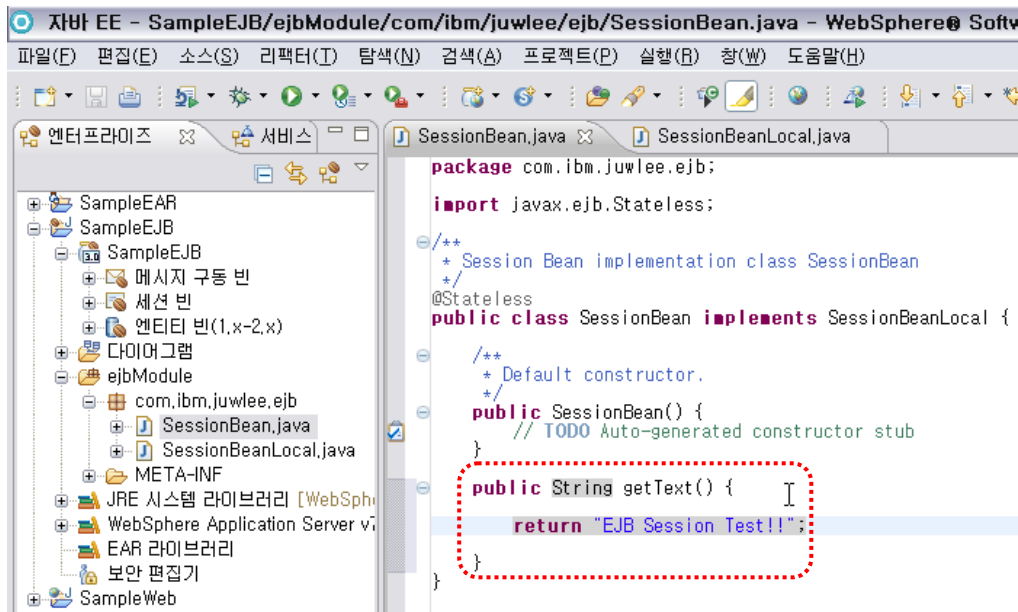 자바 EE - SampleEJB/ejbModule/com/ibm/juwlee/ejb/SessionBean.java - WebSphere® Softw
파일(F) 편집(E) 소스(S) 리팩터(T) 탐색(N) 검색(A) 프로젝트(P) 실행(R) 창(W) 도움말(H)
엔터프라이즈 서비스
SampleEAR
SampleEJB
SampleEJB
메시지 구동 빈
세션 빈
엔티티 빈(1.x-2.x)
다이어그램
ejbModule
com.ibm.juwlee.ejb
SessionBean.java
SessionBeanLocal.java
META-INF
JRE 시스템 라이브러리 [WebSph
WebSphere Application Server v7
EAR 라이브러리
보안 편집기
SampleWeb
SessionBean.java SessionBeanLocal.java
package com.ibm.juwlee.ejb;
import javax.ejb.Stateless;
/**
* Session Bean implementation class SessionBean
*/
@Stateless
public class SessionBean implements SessionBeanLocal {
/**
* Default constructor.
*/
public SessionBean() {
// TODO Auto-generated constructor stub
}
public String getText() {
return "EJB Session Test!!";
}
}